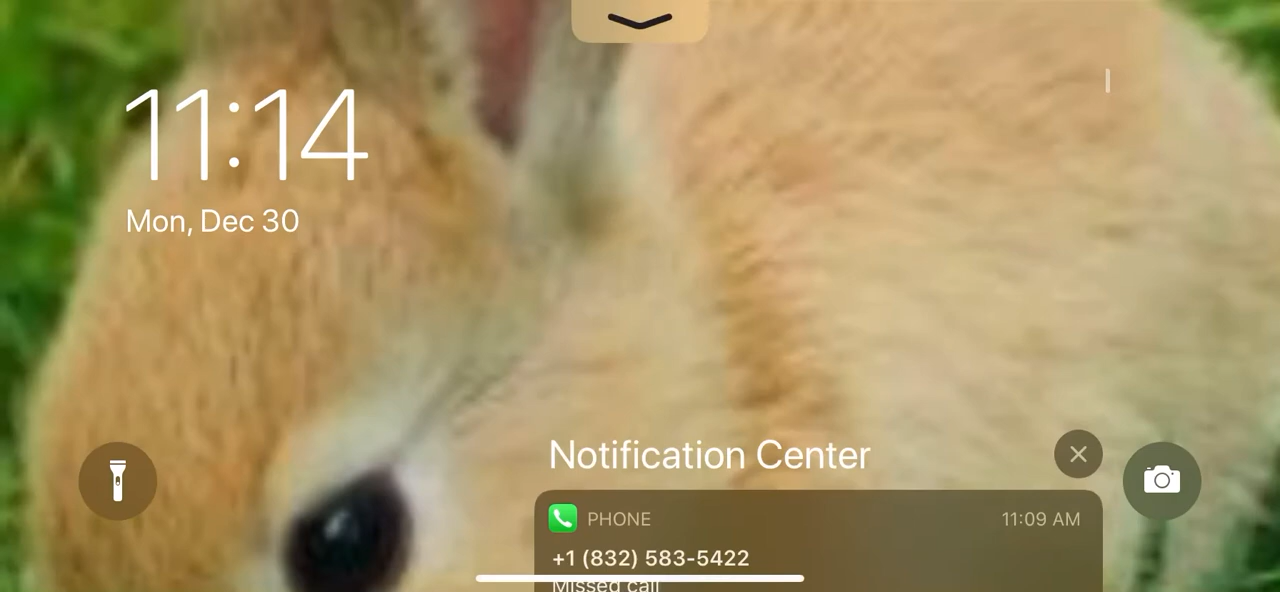 11:14
Mon, Dec 30
Notification Center
PHONE 11:09 AM
+1 (832) 583-5422
Missed call